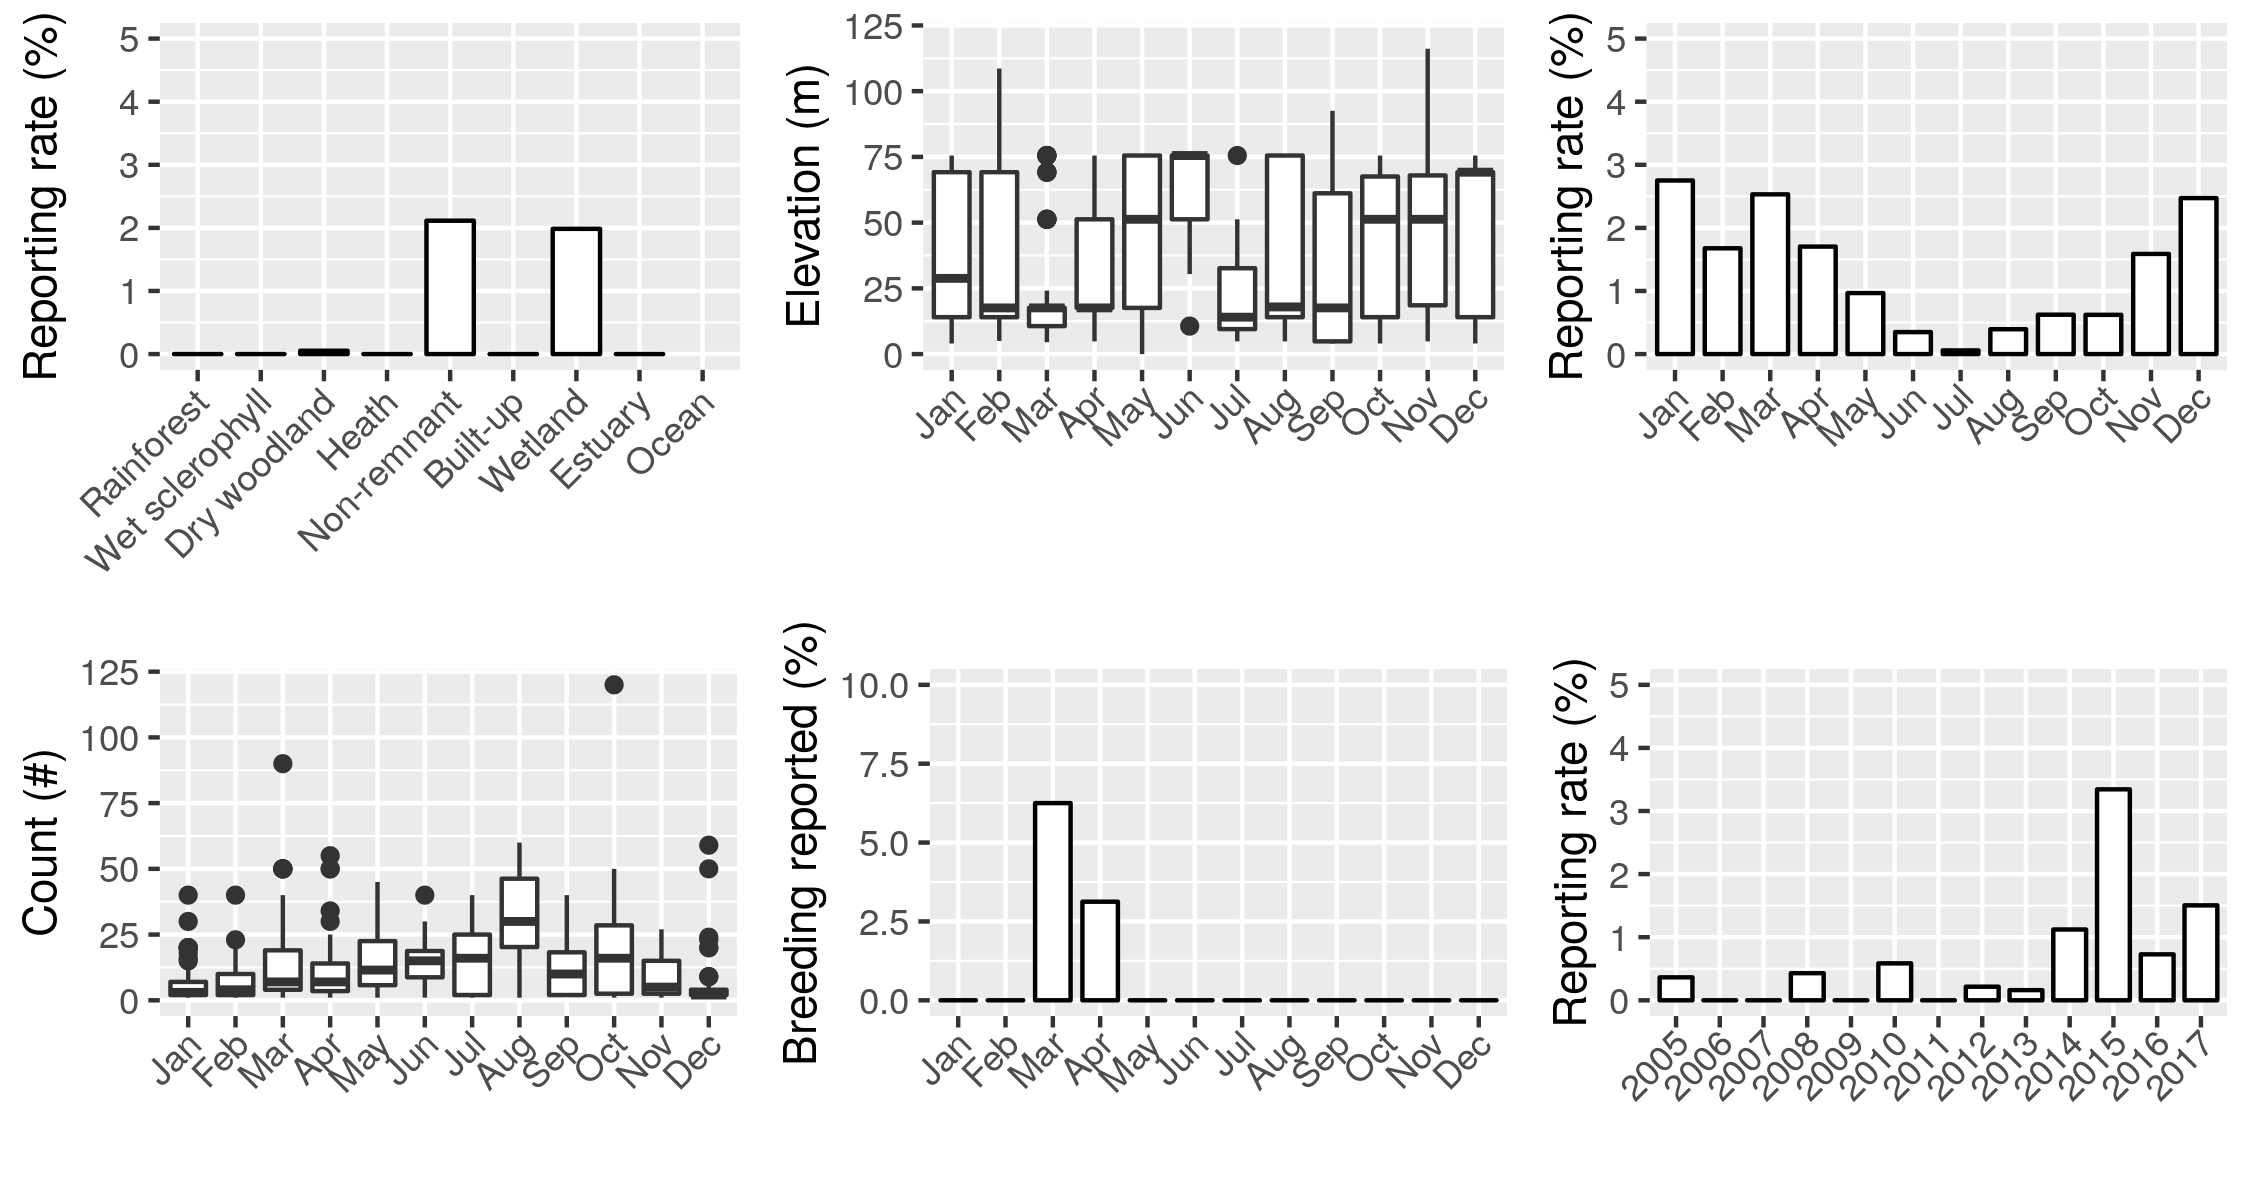 Reporting rate (%)
5
4
3
2
1
0
Rainforest
Wet sclerophyll
Dry woodland
Heath
Non-remnant
Built-up
Wetland
Estuary
Ocean
Elevation (m)
125
100
75
50
25
0
Jan
Feb
Mar
Apr
May
Jun
Jul
Aug
Sep
Oct
Nov
Dec
Reporting rate (%)
5
4
3
2
1
0
Jan
Feb
Mar
Apr
May
Jun
Jul
Aug
Sep
Oct
Nov
Dec
Count (#)
125
100
75
50
25
0
Jan
Feb
Mar
Apr
May
Jun
Jul
Aug
Sep
Oct
Nov
Dec
Breeding reported (%)
10.0
7.5
5.0
2.5
0.0
Jan
Feb
Mar
Apr
May
Jun
Jul
Aug
Sep
Oct
Nov
Dec
Reporting rate (%)
5
4
3
2
1
0
2005
2006
2007
2008
2009
2010
2011
2012
2013
2014
2015
2016
2017